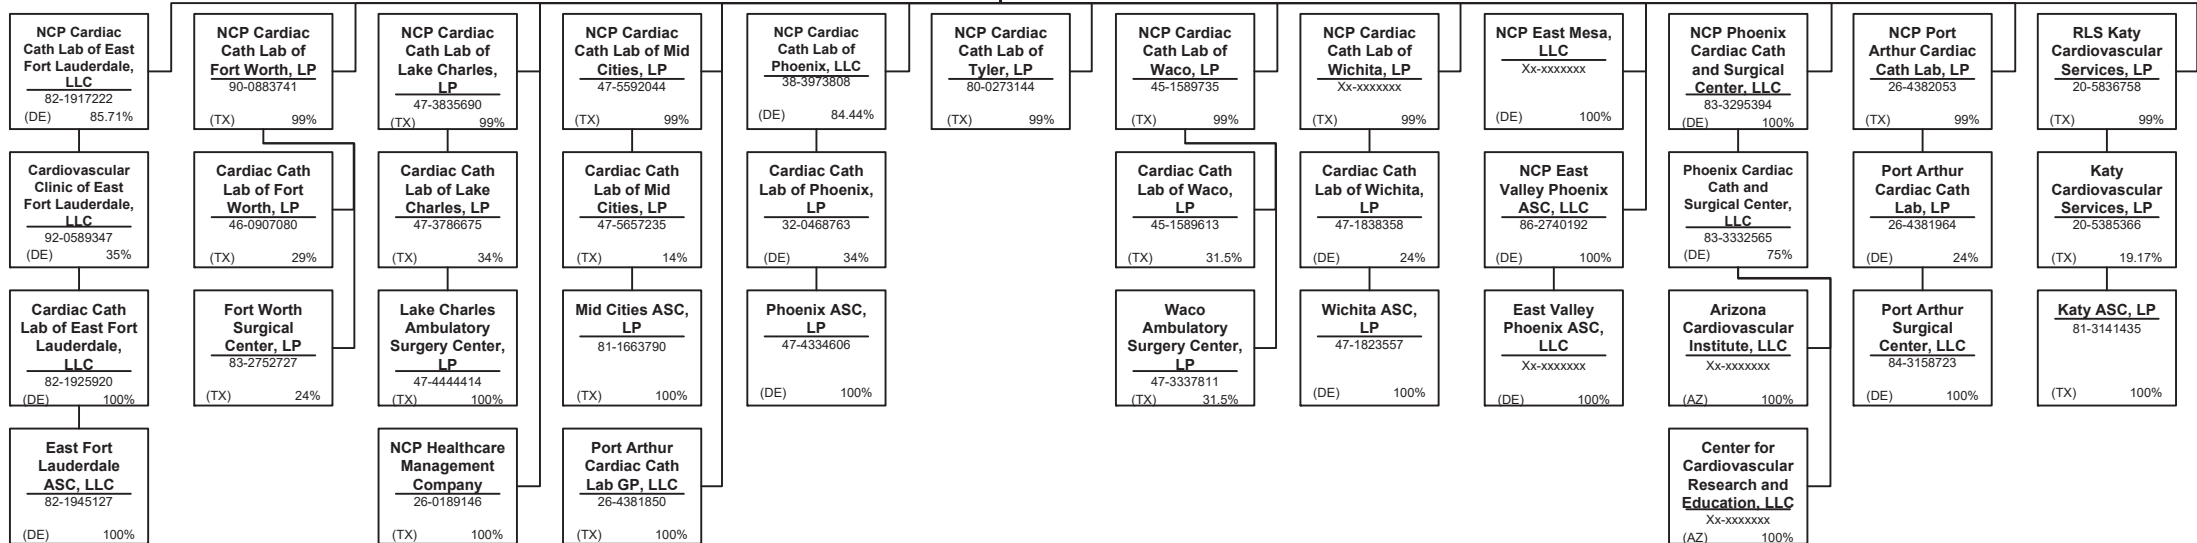 NCP Cardiac
Cath Lab of East
Fort Lauderdale,
LLC
82-1917222
(DE) 85.71%
NCP Cardiac
Cath Lab of
Fort Worth, LP
90-0883741
(TX) 99%
NCP Cardiac
Cath Lab of
Lake Charles,
LP
47-3835690
(TX) 99%
NCP Cardiac
Cath Lab of Mid
Cities, LP
47-5592044
(TX) 99%
NCP Cardiac
Cath Lab of
Phoenix, LLC
38-3973808
(DE) 84.44%
NCP Cardiac
Cath Lab of
Tyler, LP
80-0273144
(TX) 99%
NCP Cardiac
Cath Lab of
Waco, LP
45-1589735
(TX) 99%
NCP Cardiac
Cath Lab of
Wichita, LP
Xx-xxxxxxx
(TX) 99%
NCP East Mesa,
LLC
Xx-xxxxxxx
(DE) 100%
NCP Phoenix
Cardiac Cath
and Surgical
Center, LLC
83-3295394
(DE) 100%
NCP Port
Arthur Cardiac
Cath Lab, LP
26-4382053
(TX) 99%
RLS Katy
Cardiovascular
Services, LP
20-5836758
(TX) 99%
Cardiovascular
Clinic of East
Fort Lauderdale,
LLC
92-0589347
(DE) 35%
Cardiac Cath
Lab of Fort
Worth, LP
46-0907080
(TX) 29%
Cardiac Cath
Lab of Lake
Charles, LP
47-3786675
(TX) 34%
Cardiac Cath
Lab of Mid
Cities, LP
47-5657235
(TX) 14%
Cardiac Cath
Lab of Phoenix,
LP
32-0468763
(DE) 34%
Cardiac Cath
Lab of Waco,
LP
45-1589613
(TX) 31.5%
Cardiac Cath
Lab of Wichita,
LP
47-1838358
(DE) 24%
NCP East
Valley Phoenix
ASC, LLC
86-2740192
(DE) 100%
Phoenix Cardiac
Cath and
Surgical Center,
LLC
83-3332565
(DE) 75%
Port Arthur
Cardiac Cath
Lab, LP
26-4381964
(DE) 24%
Katy
Cardiovascular
Services, LP
20-5385366
(TX) 19.17%
Cardiac Cath
Lab of East Fort
Lauderdale,
LLC
82-1925920
(DE) 100%
Fort Worth
Surgical
Center, LP
83-2752727
(TX) 24%
Lake Charles
Ambulatory
Surgery Center,
LP
47-4444414
(TX) 100%
Mid Cities ASC,
LP
81-1663790
(TX) 100%
Phoenix ASC,
LP
47-4334606
(DE) 100%
Waco
Ambulatory
Surgery Center,
LP
47-3337811
(TX) 31.5%
Wichita ASC,
LP
47-1823557
(DE) 100%
East Valley
Phoenix ASC,
LLC
Xx-xxxxxxx
(DE) 100%
Arizona
Cardiovascular
Institute, LLC
Xx-xxxxxxx
(AZ) 100%
Port Arthur
Surgical
Center, LLC
84-3158723
(DE) 100%
Katy ASC, LP
81-3141435
(TX) 100%
East Fort
Lauderdale
ASC, LLC
82-1945127
(DE) 100%
NCP Healthcare
Management
Company
26-0189146
(TX) 100%
Port Arthur
Cardiac Cath
Lab GP, LLC
26-4381850
(TX) 100%
Center for
Cardiovascular
Research and
Education, LLC
Xx-xxxxxxx
(AZ) 100%